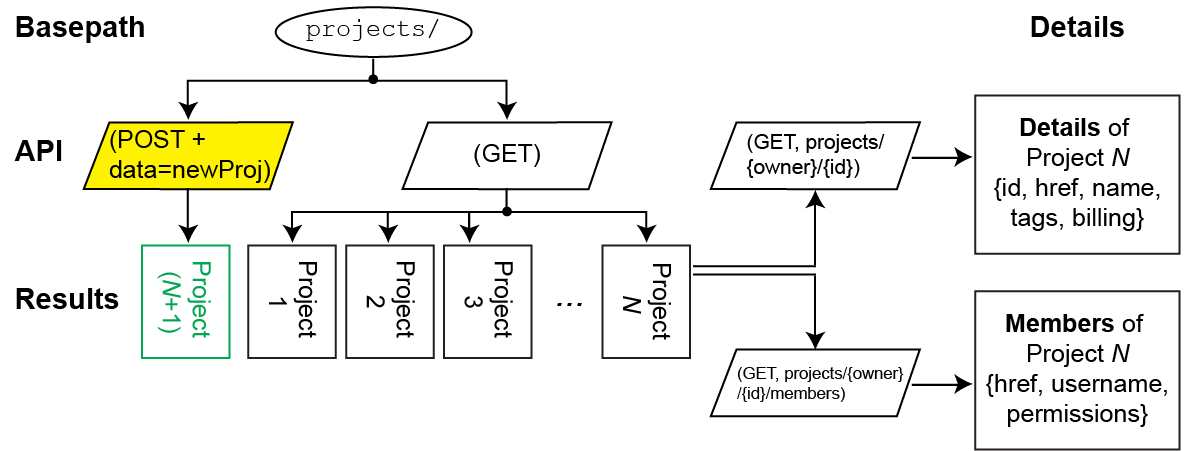 Basepath
projects/
Details
API
(POST +
data=newProj)
(GET)
(GET, projects/
{owner}/{id})
Details of
Project N
{id, href, name,
tags, billing}
Results
Project
(N+1)
Project
1
Project
2
Project
3
...
Project
N
(GET, projects/{owner}
/{id}/members)
Members of
Project N
{href, username,
permissions}